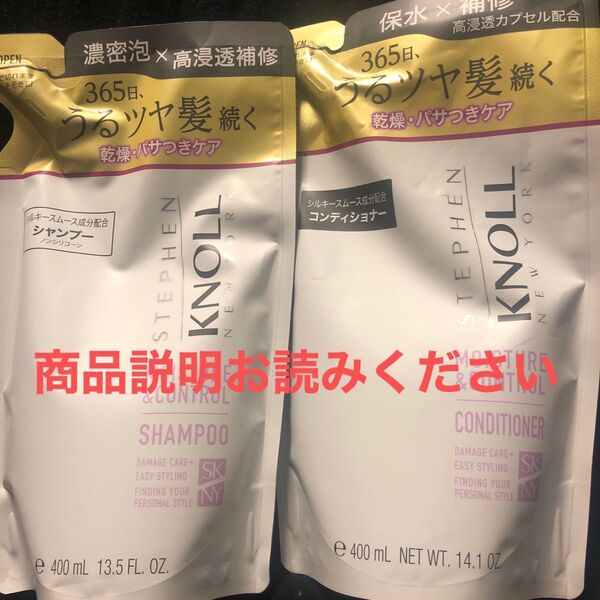 OPEN
濃密泡×高浸透補修
365日、
うるツヤ髪続く
乾燥・パサつきケア
シルキースムース成分配合
シャンプー
ノンシリコーン
STEPHEN
KNOLL
NEW YORK
& CONTROL
SHAMPOO
DAMAGE CARE+
EASY STYLING
FINDING YOUR
PERSONAL STYLE
SK
NY
e 400 mL 13.5 FL. OZ.
保水×補修
高浸透カプセル配合
365日、
うるツヤ髪続く
乾燥・パサつきケア
シルキースムース成分配合
コンディショナー
STEPHEN
KNOLL
NEW YORK
MOISTURE
& CONTROL
CONDITIONER
DAMAGE CARE+
EASY STYLING
FINDING YOUR
PERSONAL STYLE
SK
NY
e 400 mL NET WT. 14.1 OZ.
商品説明お読みください